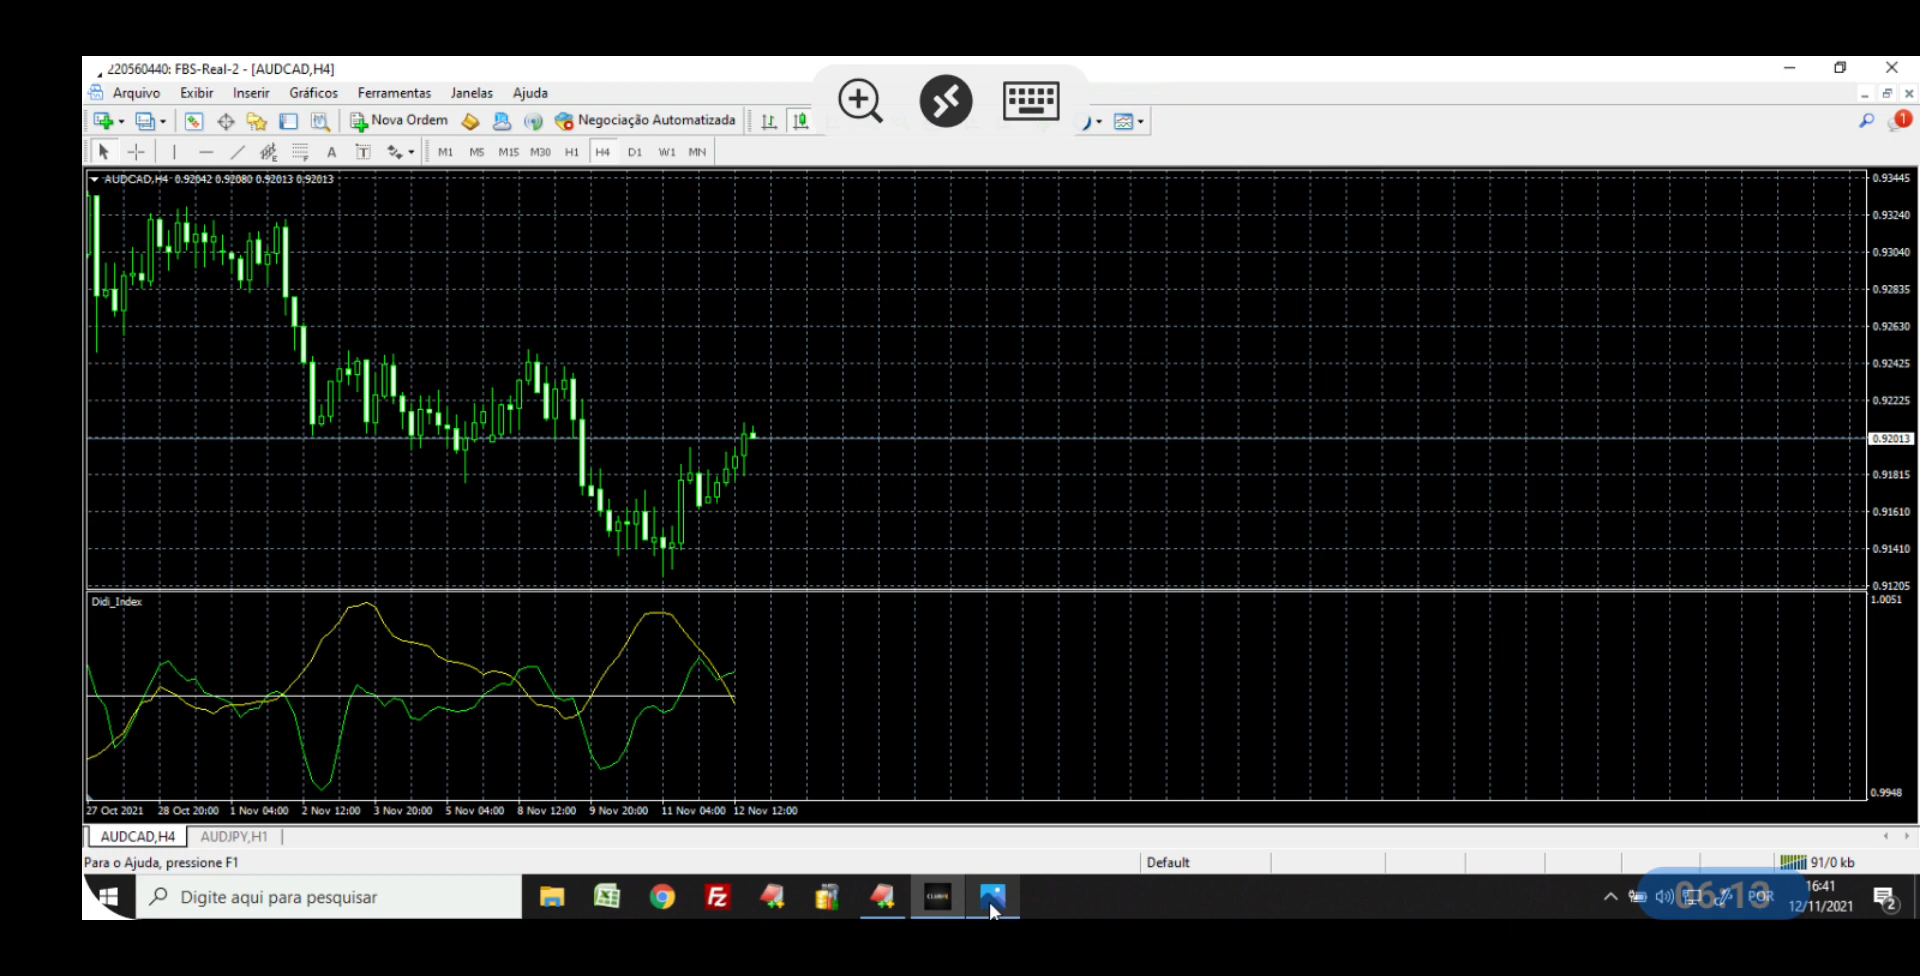 220560440: FBS-Real-2 - [AUDCAD,H4]
Arquivo Exibir Inserir Gráficos Ferramentas Janelas Ajuda
Nova Ordem Negociação Automatizada 1
A T M1 M5 M15 M30 H1 H4 D1 W1 MN
AUDCAD,H4 0.92042 0.92080 0.92013 0.92013
0.93445
0.93240
0.93040
0.92835
0.92630
0.92425
0.92225
0.92013
0.91815
0.91610
0.91410
0.91205
Didi_Index
1.0051
0.9948
27 Oct 2021 28 Oct 20:00 1 Nov 04:00 2 Nov 12:00 3 Nov 20:00 5 Nov 04:00 8 Nov 12:00 9 Nov 20:00 11 Nov 04:00 12 Nov 12:00
AUDCAD,H4 AUDJPY,H1
Para o Ajuda, pressione F1 Default 91/0 kb
Digite aqui para pesquisar
06:13
POR
16:41
12/11/2021
2